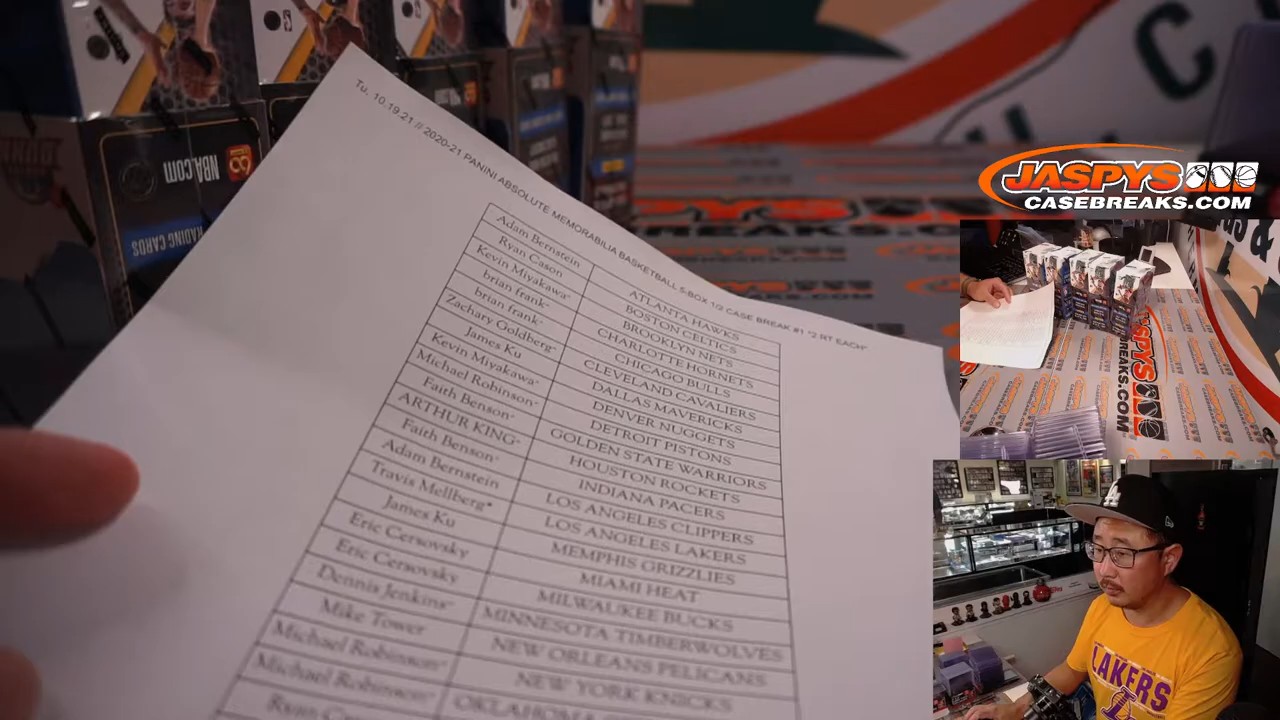 Tu. 10.19.21 // 2020-21 PANINI ABSOLUTE MEMORABILIA BASKETBALL 5-BOX 1/2 CASE BREAK #1 *2 RT EACH*
Adam Bernstein ATLANTA HAWKS
Ryan Cason BOSTON CELTICS
Kevin Miyakawa* BROOKLYN NETS
brian frank* CHARLOTTE HORNETS
brian frank* CHICAGO BULLS
Zachary Goldberg* CLEVELAND CAVALIERS
James Ku DALLAS MAVERICKS
Kevin Miyakawa* DENVER NUGGETS
Michael Robinson* DETROIT PISTONS
Faith Benson* GOLDEN STATE WARRIORS
ARTHUR KING* HOUSTON ROCKETS
Faith Benson* INDIANA PACERS
Adam Bernstein LOS ANGELES CLIPPERS
Travis Mellberg* LOS ANGELES LAKERS
James Ku MEMPHIS GRIZZLIES
Eric Cersovsky MIAMI HEAT
Eric Cersovsky MILWAUKEE BUCKS
Dennis Jenkins* MINNESOTA TIMBERWOLVES
Mike Tower NEW ORLEANS PELICANS
Michael Robinson* NEW YORK KNICKS
Michael Robinson*
Ryan
NBA.COM
TRADING CARDS
JASPYS
CASEBREAKS.COM
JASPYS
CASEBREAKS.COM
LA
LAKERS